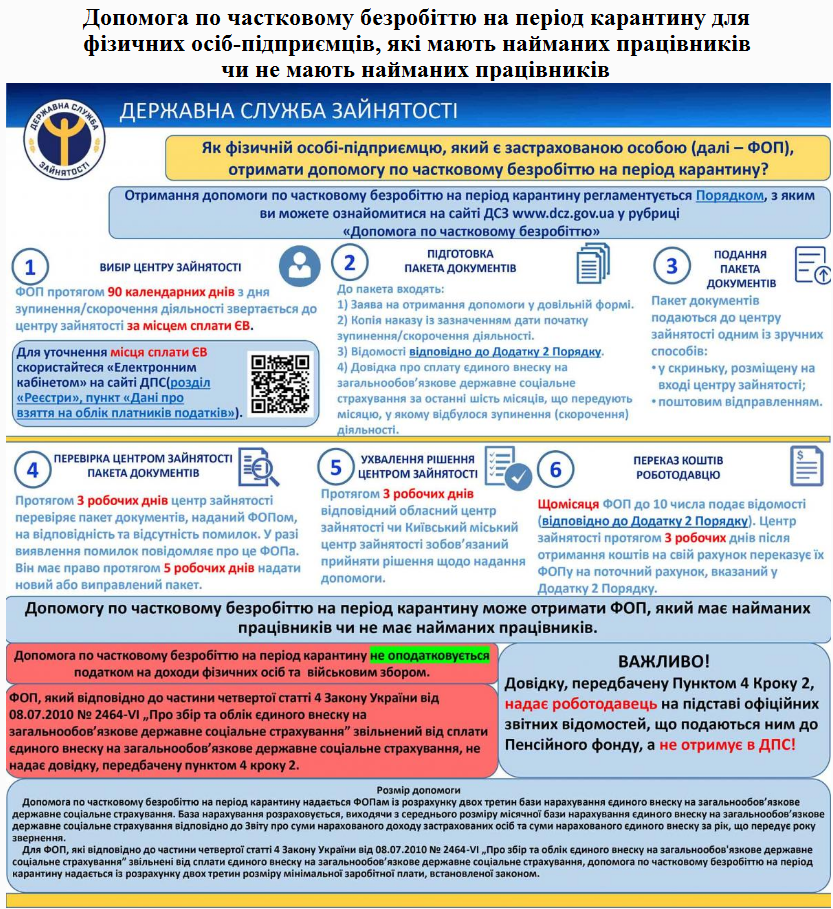 Допомога по частковому безробіттю на період карантину для
фізичних осіб-підприємців, які мають найманих працівників
чи не мають найманих працівників
ДЕРЖАВНА СЛУЖБА ЗАЙНЯТОСТІ
ДЕРЖАВНА СЛУЖБА
ЗАЙНЯТОСТІ
Як фізичній особі-підприємцю, який є застрахованою особою (далі – ФОП),
отримати допомогу по частковому безробіттю на період карантину?
Отримання допомоги по частковому безробіттю на період карантину регламентується Порядком, з яким
ви можете ознайомитися на сайті ДСЗ www.dcz.gov.ua у рубриці
«Допомога по частковому безробіттю»
1
ВИБІР ЦЕНТРУ ЗАЙНЯТОСТІ
ФОП протягом 90 календарних днів з дня
зупинення/скорочення діяльності звертається до
центру зайнятості за місцем сплати ЄВ.
Для уточнення місця сплати ЄВ
скористайтеся «Електронним
кабінетом» на сайті ДПС(розділ
«Реєстри», пункт «Дані про
взяття на облік платників податків»).
2
ПІДГОТОВКА
ПАКЕТА ДОКУМЕНТІВ
До пакета входять:
1) Заява на отримання допомоги у довільній формі.
2) Копія наказу із зазначенням дати початку
зупинення/скорочення діяльності.
3) Відомості відповідно до Додатку 2 Порядку.
4) Довідка про сплату єдиного внеску на
загальнообов’язкове державне соціальне
страхування за останні шість місяців, що передують
місяцю, у якому відбулося зупинення (скорочення)
діяльності.
3
ПОДАННЯ
ПАКЕТА
ДОКУМЕНТІВ
Пакет документів
подаються до центру
зайнятості одним із зручних
способів:
• у скриньку, розміщену на
вході центру зайнятості;
• поштовим відправленням.
4
ПЕРЕВІРКА ЦЕНТРОМ ЗАЙНЯТОСТІ
ПАКЕТА ДОКУМЕНТІВ
Протягом 3 робочих днів центр зайнятості
перевіряє пакет документів, наданий ФОПом,
на відповідність та відсутність помилок. У разі
виявлення помилок повідомляє про це ФОПа.
Він має право протягом 5 робочих днів надати
новий або виправлений пакет.
5
УХВАЛЕННЯ РІШЕННЯ
ЦЕНТРОМ ЗАЙНЯТОСТІ
Протягом 3 робочих днів
відповідний обласний центр
зайнятості чи Київський міський
центр зайнятості зобов’язаний
прийняти рішення щодо надання
допомоги.
6
ПЕРЕКАЗ КОШТІВ
РОБОТОДАВЦЮ
Щомісяця ФОП до 10 числа подає відомості
(відповідно до Додатку 2 Порядку). Центр
зайнятості протягом 3 робочих днів після
отримання коштів на свій рахунок переказує їх
ФОПу на поточний рахунок, вказаний у
Додатку 2 Порядку.
Допомогу по частковому безробіттю на період карантину може отримати ФОП, який має найманих
працівників чи не має найманих працівників.
Допомога по частковому безробіттю на період карантину не оподатковується
податком на доходи фізичних осіб та військовим збором.
ФОП, який відповідно до частини четвертої статті 4 Закону України від
08.07.2010 № 2464-VI „Про збір та облік єдиного внеску на
загальнообов’язкове державне соціальне страхування” звільнений від сплати
єдиного внеску на загальнообов’язкове державне соціальне страхування, не
надає довідку, передбачену пунктом 4 кроку 2.
ВАЖЛИВО!
Довідку, передбачену Пунктом 4 Кроку 2,
надає роботодавець на підставі офіційних
звітних відомостей, що подаються ним до
Пенсійного фонду, а не отримує в ДПС!
Розмір допомоги
Допомога по частковому безробіттю на період карантину надається ФОПам із розрахунку двох третин бази нарахування єдиного внеску на загальнообов’язкове
державне соціальне страхування. База нарахування розраховується, виходячи з середнього розміру місячної бази нарахування єдиного внеску на загальнообов’язкове
державне соціальне страхування відповідно до Звіту про суми нарахованого доходу застрахованих осіб та суми нарахованого єдиного внеску за рік, що передує року
звернення.
Для ФОП, які відповідно до частини четвертої статті 4 Закону України від 08.07.2010 № 2464-VI „Про збір та облік єдиного внеску на загальнообов’язкове державне
соціальне страхування” звільнені від сплати єдиного внеску на загальнообов’язкове державне соціальне страхування, допомога по частковому безробіттю на період
карантину надається із розрахунку двох третин розміру мінімальної заробітної плати, встановленої законом.